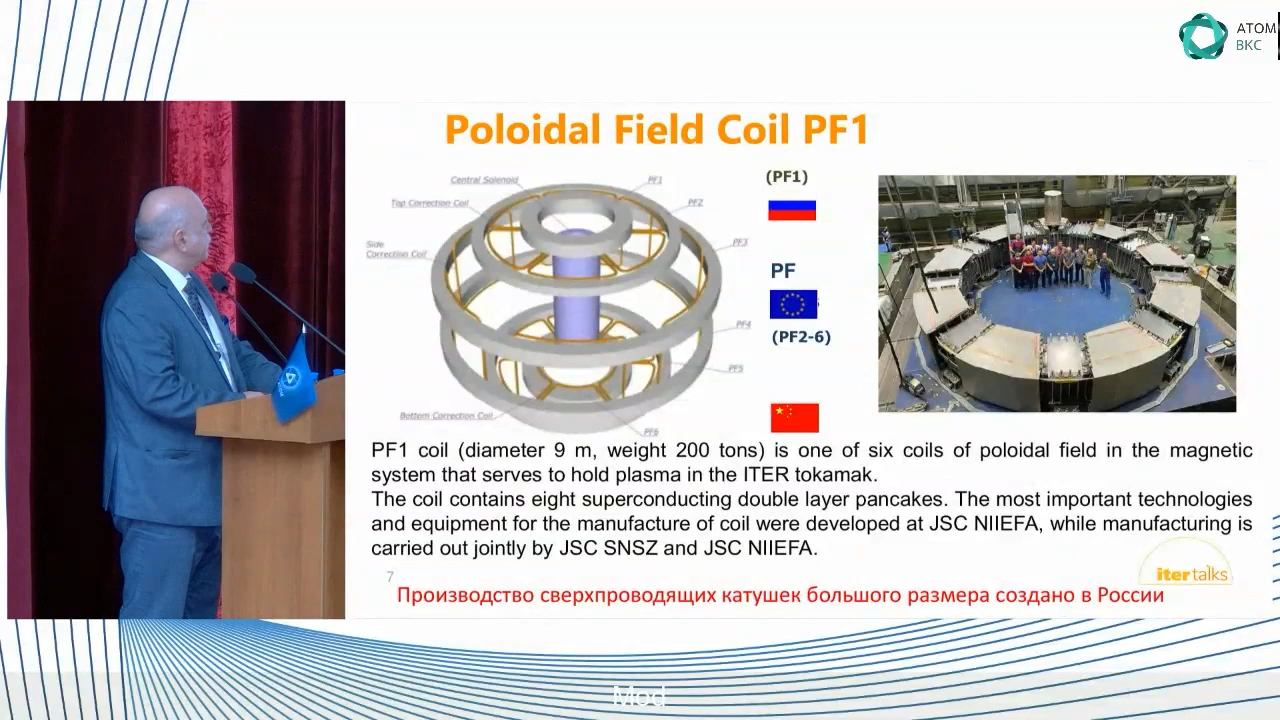 АТОМ
ВКС
Poloidal Field Coil PF1
Central Solenoid
PF1
Top Correction Coil
PF2
Side
Correction Coil
PF3
PF4
PF5
Bottom Correction Coil
PF6
(PF1)
PF
(PF2-6)
PF1 coil (diameter 9 m, weight 200 tons) is one of six coils of poloidal field in the magnetic
system that serves to hold plasma in the ITER tokamak.
The coil contains eight superconducting double layer pancakes. The most important technologies
and equipment for the manufacture of coil were developed at JSC NIIEFA, while manufacturing is
carried out jointly by JSC SNSZ and JSC NIIEFA.
7
iter talks
Производство сверхпроводящих катушек большого размера создано в России
Mod